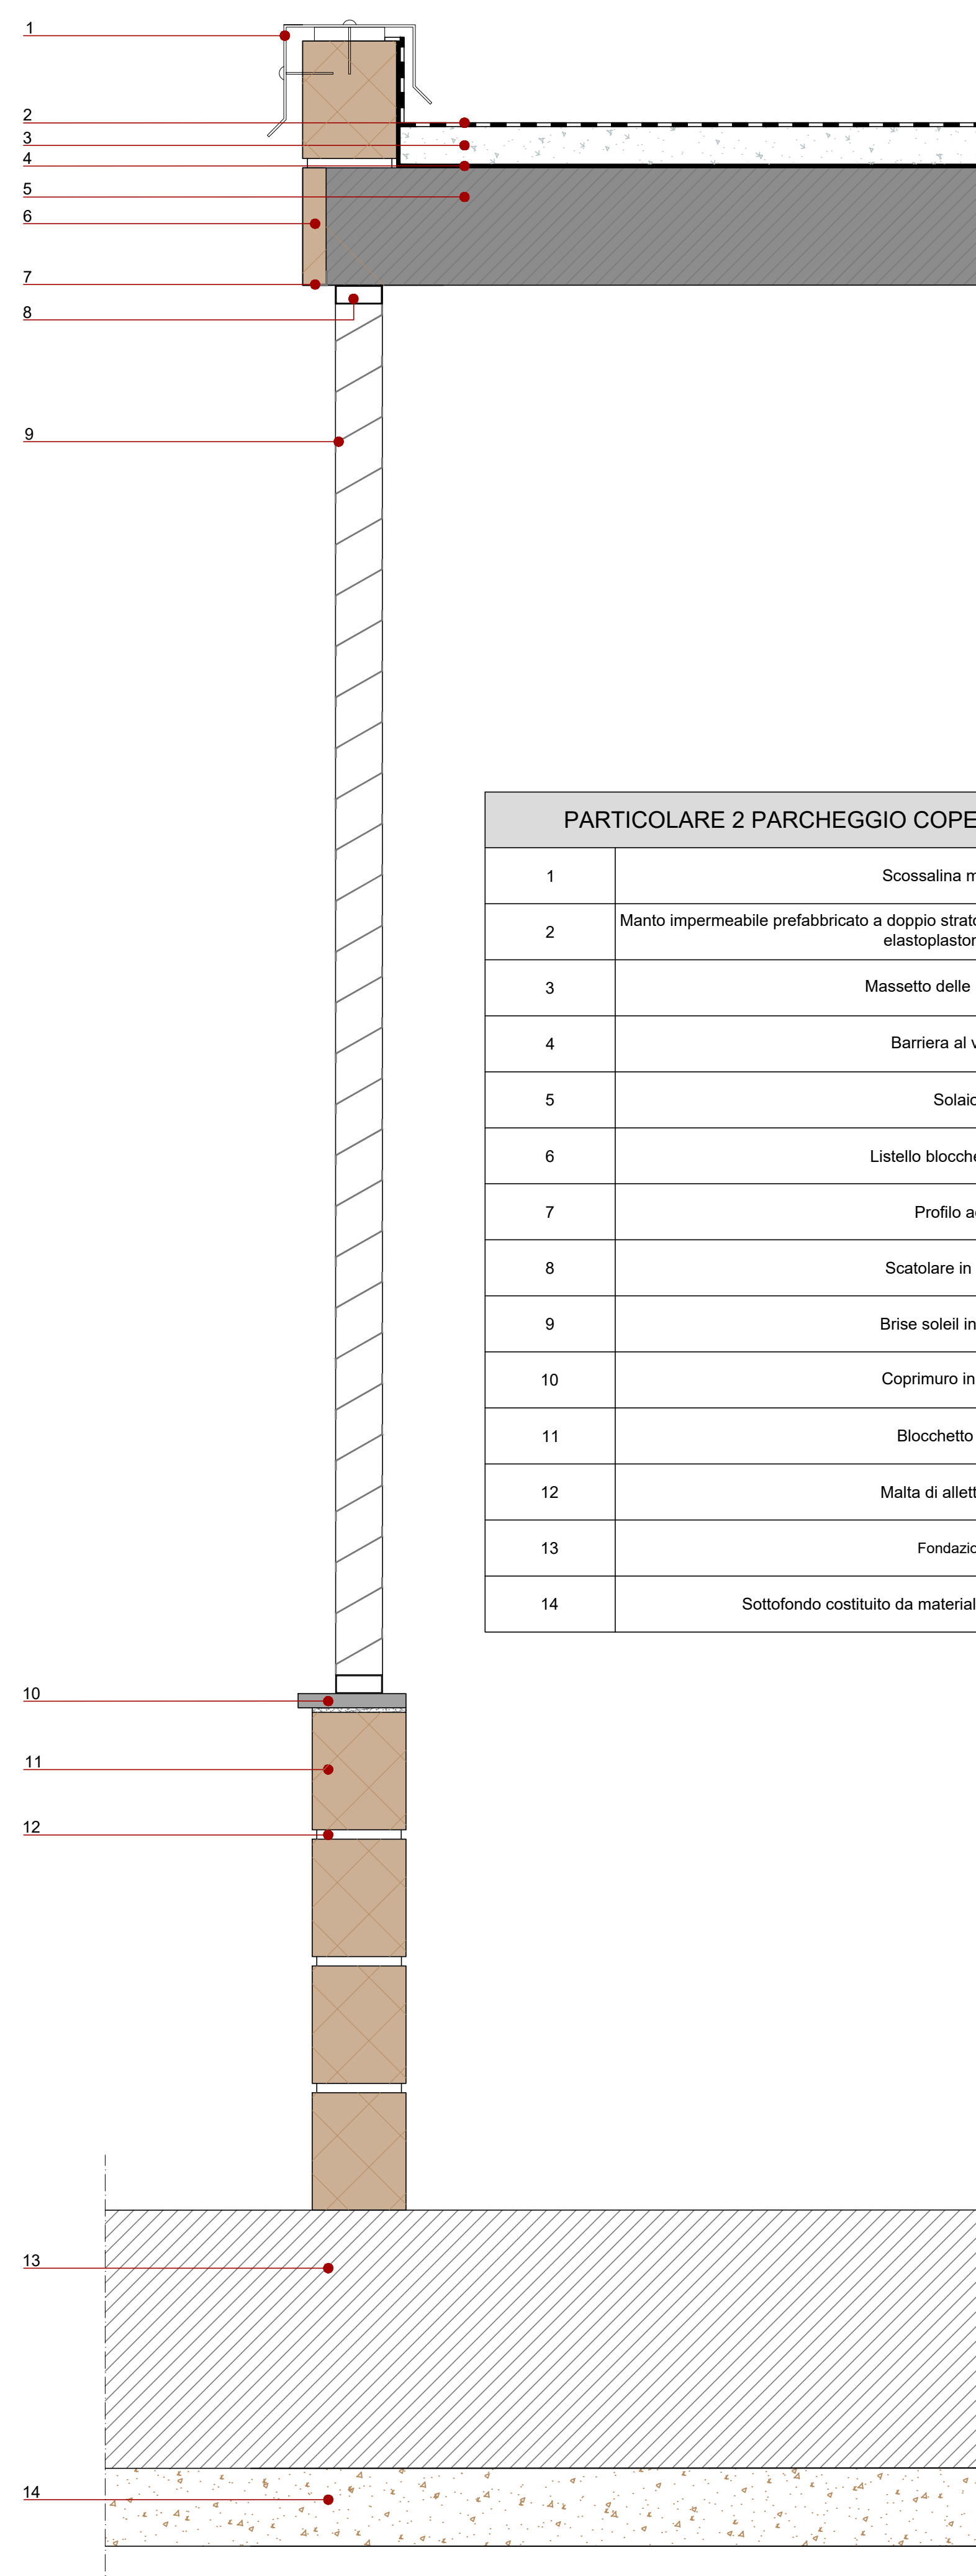 1
2
3
4
5
6
7
8
9
PARTICOLARE 2 PARCHEGGIO COPE
1 Scossalina m
2 Manto impermeabile prefabbricato a doppio strato
elastoplaston
3 Massetto delle
4 Barriera al v
5 Solaio
6 Listello blocche
7 Profilo a
8 Scatolare in
9 Brise soleil in
10 Coprimuro in
11 Blocchetto
12 Malta di allett
13 Fondazio
14 Sottofondo costituito da material
10
11
12
13
14